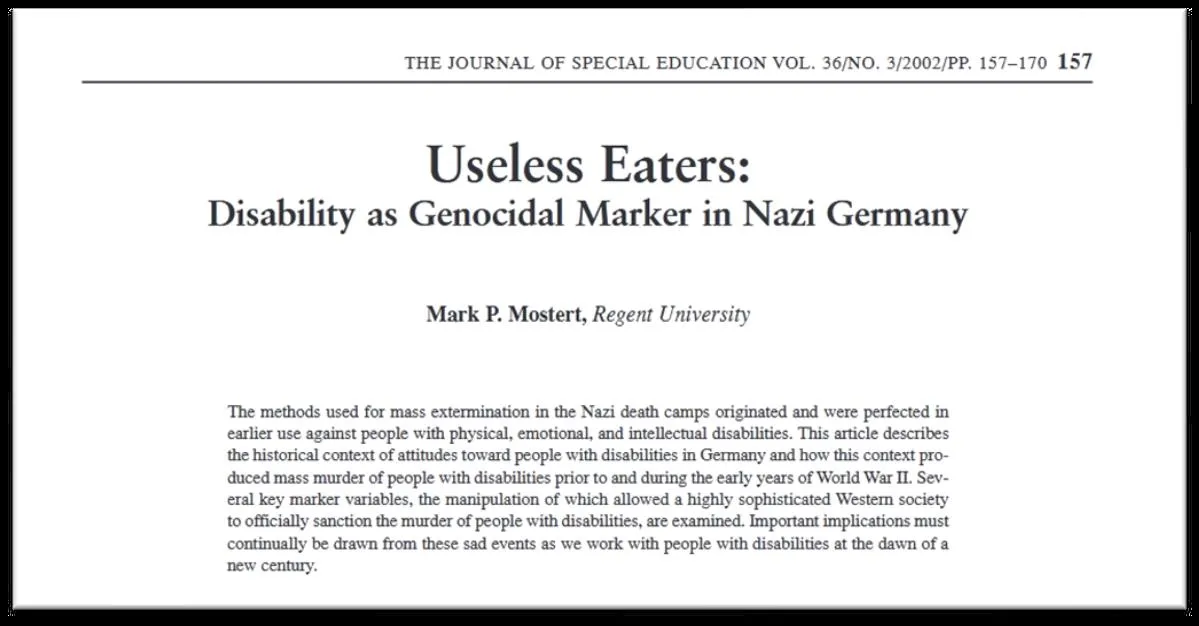 THE JOURNAL OF SPECIAL EDUCATION VOL. 36/NO. 3/2002/PP. 157–170 157
Useless Eaters:
Disability as Genocidal Marker in Nazi Germany
Mark P. Mostert, Regent University
The methods used for mass extermination in the Nazi death camps originated and were perfected in
earlier use against people with physical, emotional, and intellectual disabilities. This article describes
the historical context of attitudes toward people with disabilities in Germany and how this context pro-
duced mass murder of people with disabilities prior to and during the early years of World War II. Sev-
eral key marker variables, the manipulation of which allowed a highly sophisticated Western society
to officially sanction the murder of people with disabilities, are examined. Important implications must
continually be drawn from these sad events as we work with people with disabilities at the dawn of a
new century.